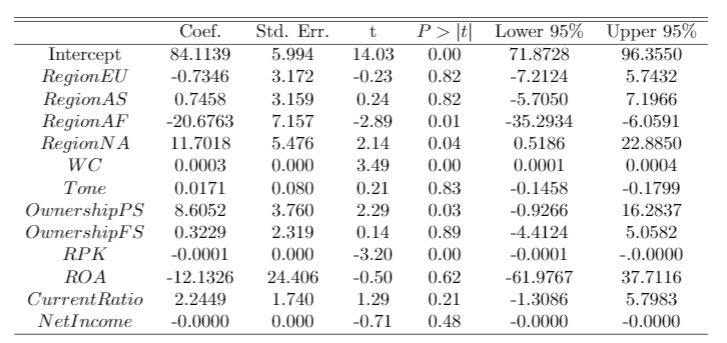 Coef. Std. Err. t P > |t| Lower 95% Upper 95%
Intercept 84.1139 5.994 14.03 0.00 71.8728 96.3550
RegionEU -0.7346 3.172 -0.23 0.82 -7.2124 5.7432
RegionAS 0.7458 3.159 0.24 0.82 -5.7050 7.1966
RegionAF -20.6763 7.157 -2.89 0.01 -35.2934 -6.0591
RegionNA 11.7018 5.476 2.14 0.04 0.5186 22.8850
WC 0.0003 0.000 3.49 0.00 0.0001 0.0004
Tone 0.0171 0.080 0.21 0.83 -0.1458 -0.1799
OwnershipPS 8.6052 3.760 2.29 0.03 -0.9266 16.2837
OwnershipFS 0.3229 2.319 0.14 0.89 -4.4124 5.0582
RPK -0.0001 0.000 -3.20 0.00 -0.0001 -.0.0000
ROA -12.1326 24.406 -0.50 0.62 -61.9767 37.7116
CurrentRatio 2.2449 1.740 1.29 0.21 -1.3086 5.7983
NetIncome -0.0000 0.000 -0.71 0.48 -0.0000 -0.0000